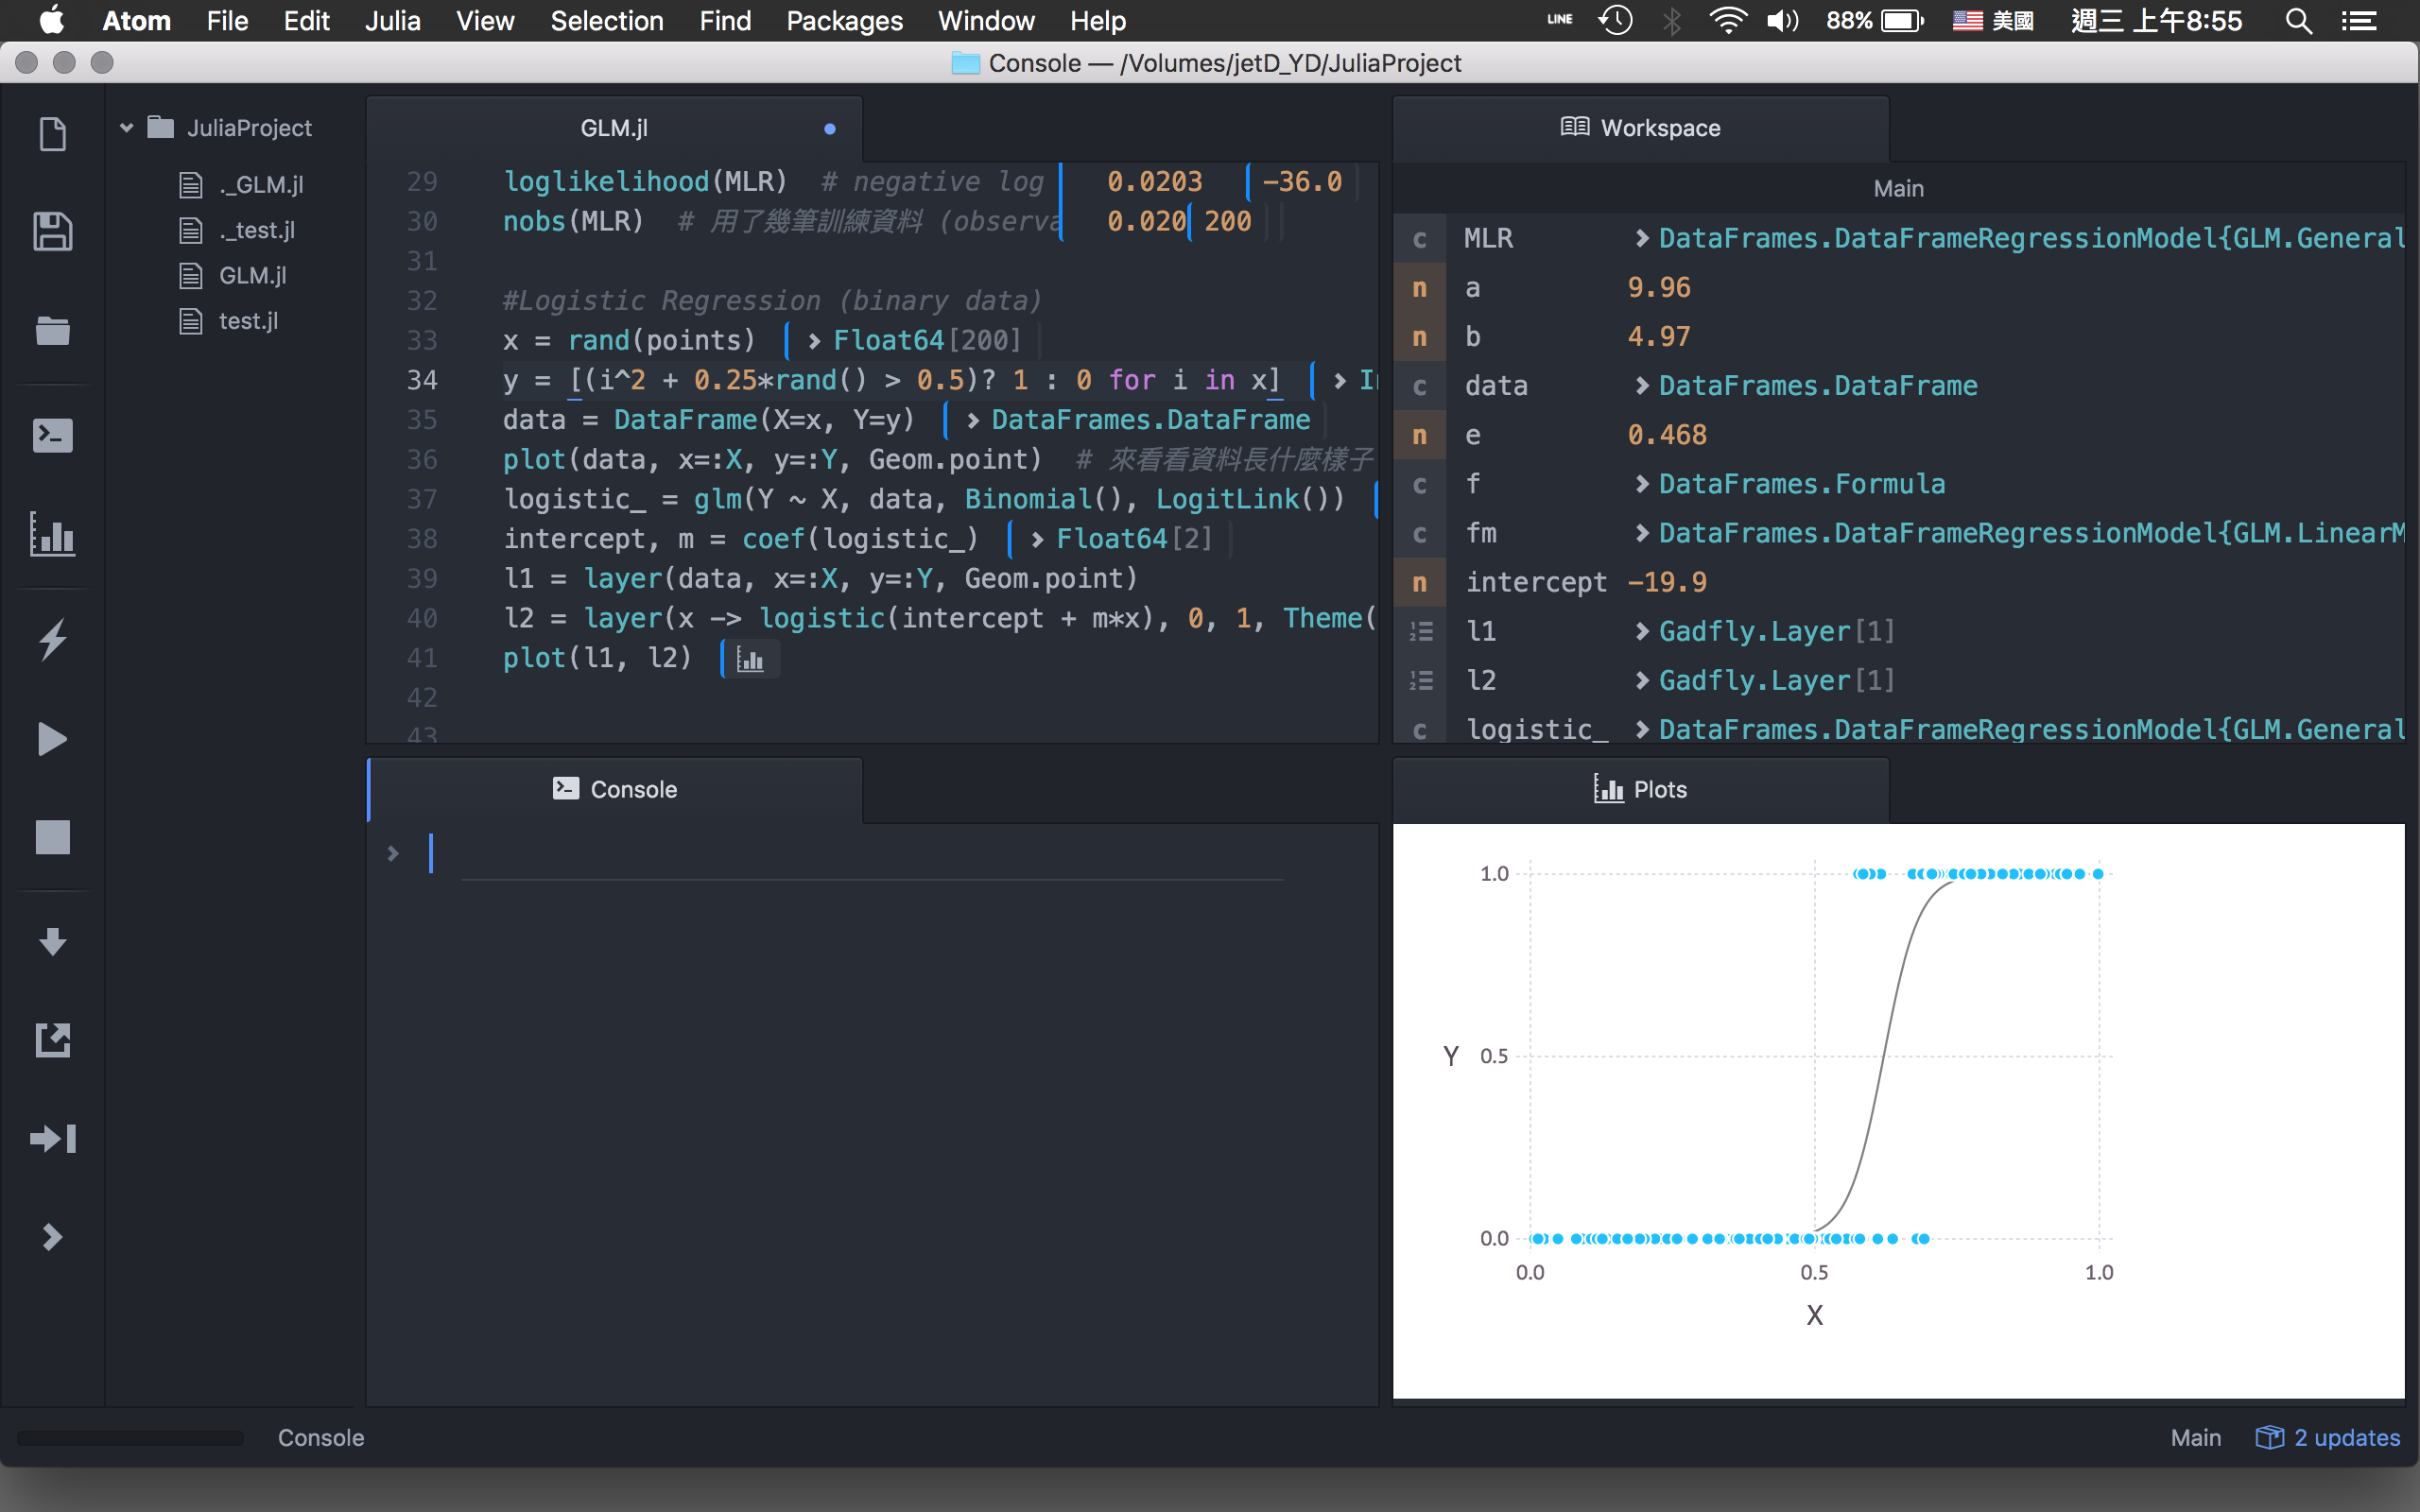 Atom File Edit Julia View Selection Find Packages Window Help LINE 88% 美國 週三 上午8:55
Console — /Volumes/jetD_YD/JuliaProject
JuliaProject
._GLM.jl
._test.jl
GLM.jl
test.jl
GLM.jl
29 loglikelihood(MLR) # negative log 0.0203 -36.0
30 nobs(MLR) # 用了幾筆訓練資料 (observa 0.020 200
31
32 #Logistic Regression (binary data)
33 x = rand(points) Float64[200]
34 y = [(i^2 + 0.25*rand() > 0.5)? 1 : 0 for i in x]
35 data = DataFrame(X=x, Y=y) DataFrames.DataFrame
36 plot(data, x=:X, y=:Y, Geom.point) # 來看看資料長什麼樣子
37 logistic_ = glm(Y ~ X, data, Binomial(), LogitLink())
38 intercept, m = coef(logistic_) Float64[2]
39 l1 = layer(data, x=:X, y=:Y, Geom.point)
40 l2 = layer(x -> logistic(intercept + m*x), 0, 1, Theme(
41 plot(l1, l2)
42
43
Workspace
Main
c MLR DataFrames.DataFrameRegressionModel{GLM.General
n a 9.96
n b 4.97
c data DataFrames.DataFrame
n e 0.468
c f DataFrames.Formula
c fm DataFrames.DataFrameRegressionModel{GLM.LinearM
n intercept -19.9
l1 Gadfly.Layer[1]
l2 Gadfly.Layer[1]
c logistic_ DataFrames.DataFrameRegressionModel{GLM.General
Console
Plots
1.0
Y 0.5
0.0
0.0 0.5 1.0
X
Console Main 2 updates